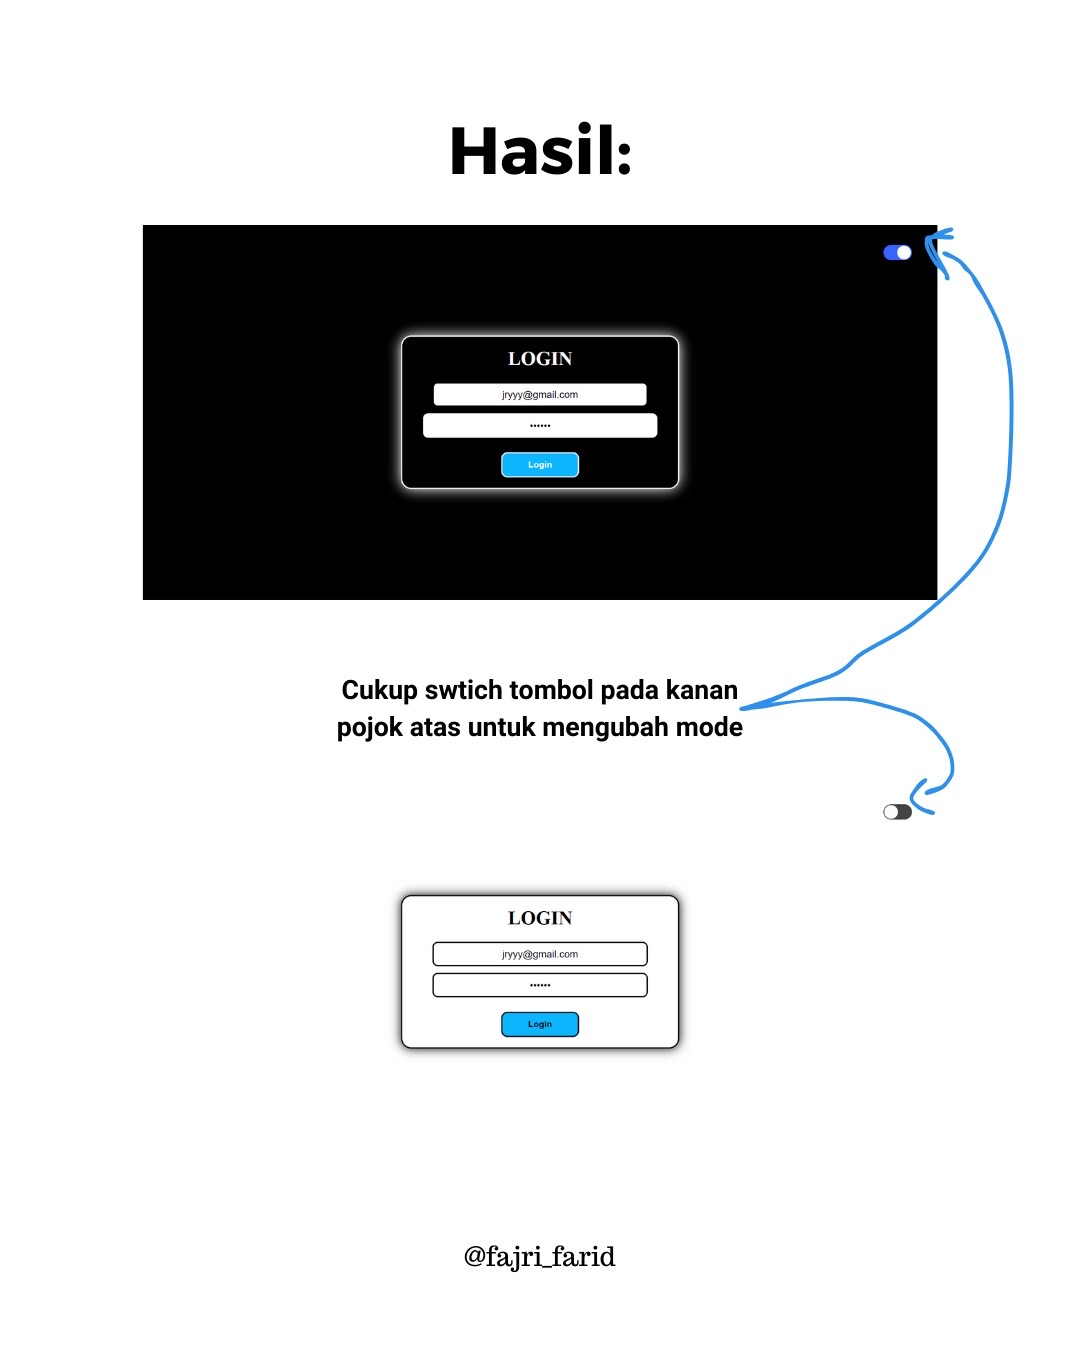 Hasil:
LOGIN
jryyy@gmail.com
••••••
Login
Cukup swtich tombol pada kanan
pojok atas untuk mengubah mode
LOGIN
jryyy@gmail.com
••••••
Login
@fajri_farid